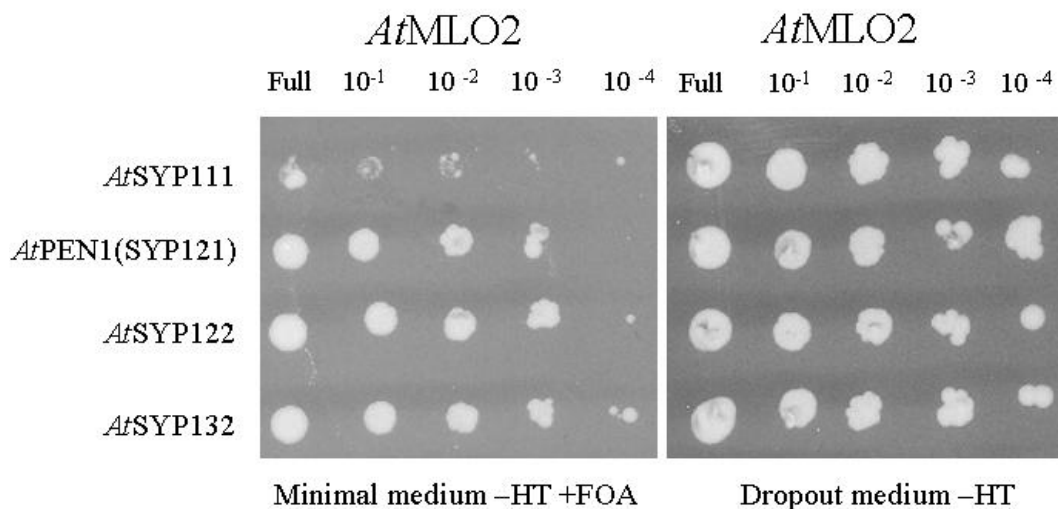 AtMLO2 AtMLO2
Full 10⁻¹ 10⁻² 10⁻³ 10⁻⁴ Full 10⁻¹ 10⁻² 10⁻³ 10⁻⁴
AtSYP111
AtPEN1(SYP121)
AtSYP122
AtSYP132
Minimal medium –HT +FOA Dropout medium –HT